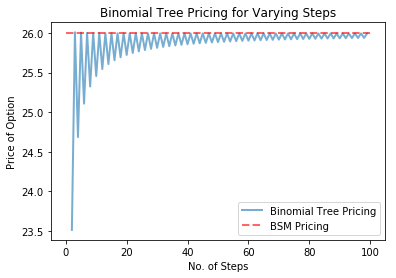 Binomial Tree Pricing for Varying Steps
26.0
25.5
25.0
24.5
24.0
23.5
Price of Option
Binomial Tree Pricing
BSM Pricing
0 20 40 60 80 100
No. of Steps